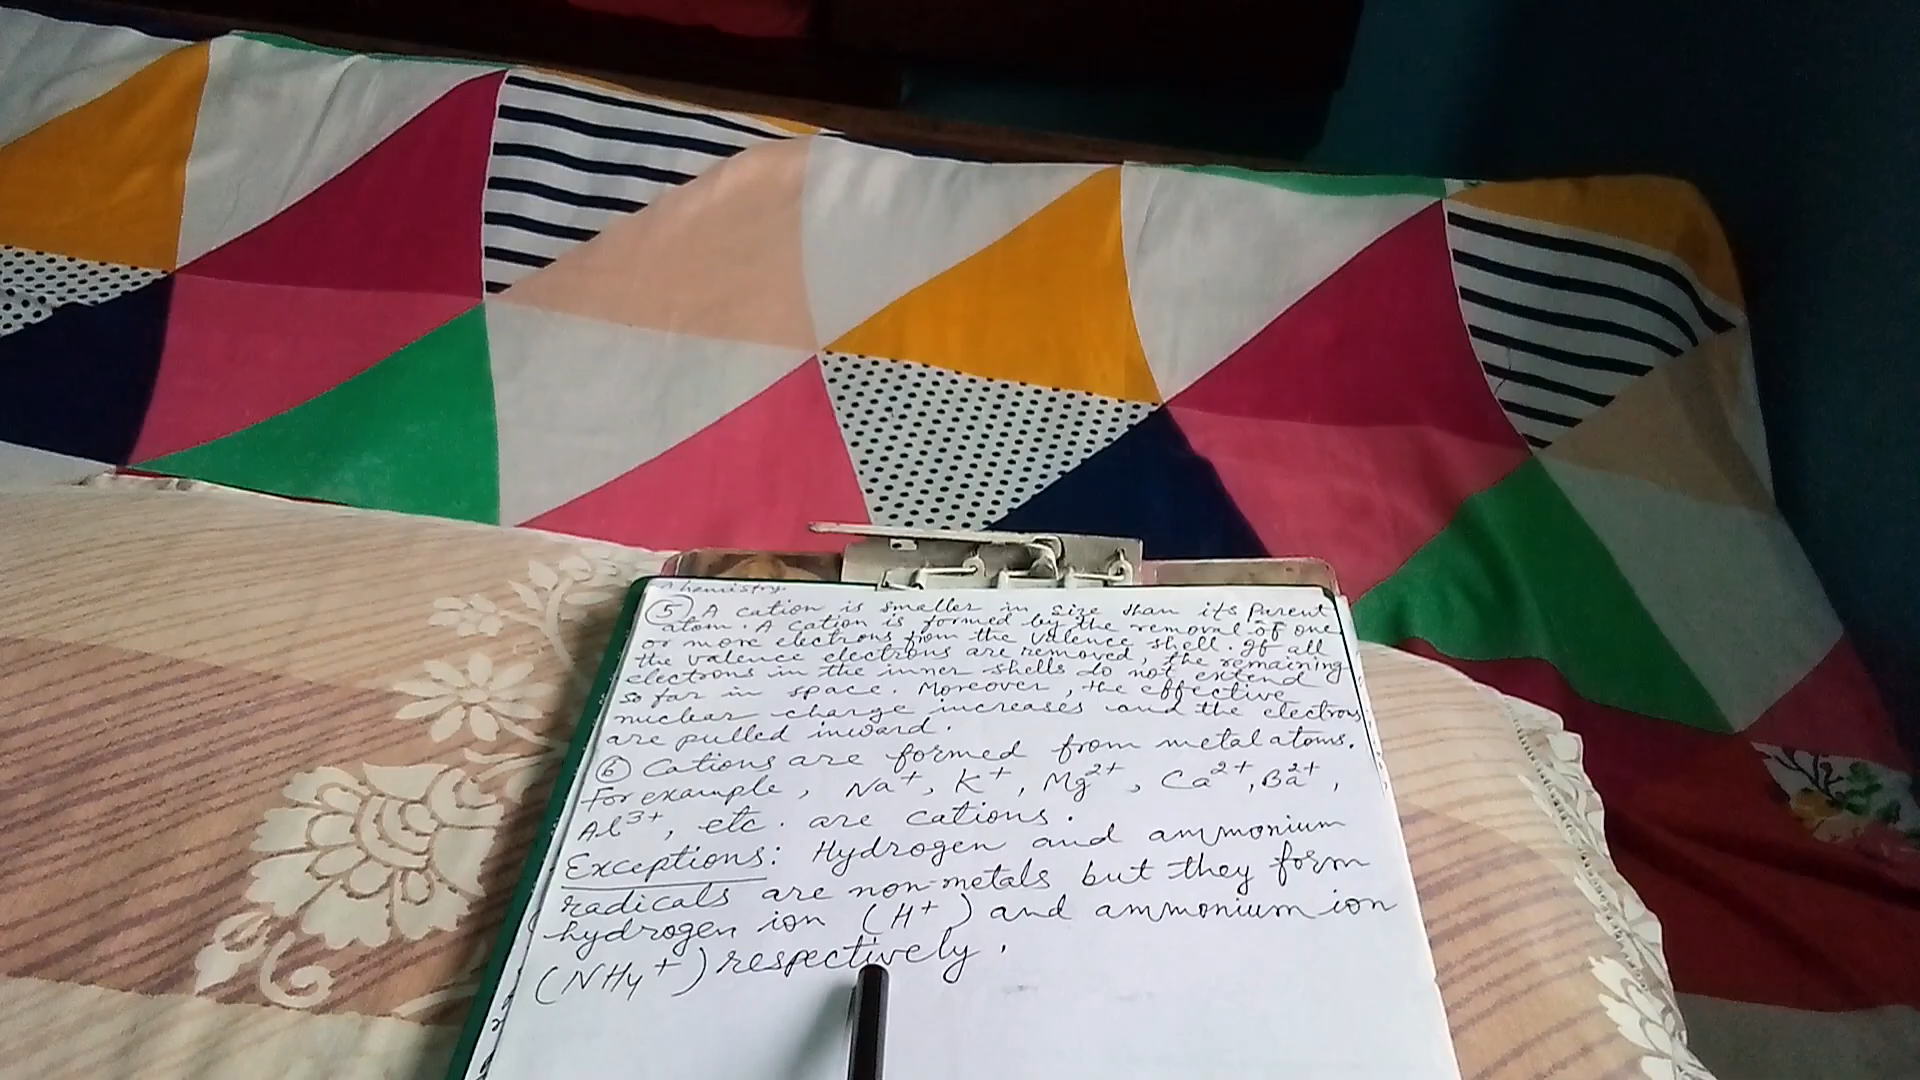 Chemistry.
(5) A cation is smaller in size than its Parent
atom. A cation is formed by the removal of one
or more electrons from the valence shell. If all
the valence electrons are removed, the remaining
electrons in the inner shells do not extend
so far in space. Moreover, the effective
nuclear charge increases and the electrons
are pulled inward.
(6) Cations are formed from metal atoms.
For example, Na⁺, K⁺, Mg²⁺, Ca²⁺, Ba²⁺,
Al³⁺, etc. are cations.
Exceptions: Hydrogen and ammonium
radicals are non-metals but they form
hydrogen ion (H⁺) and ammonium ion
(NH₄⁺) respectively.